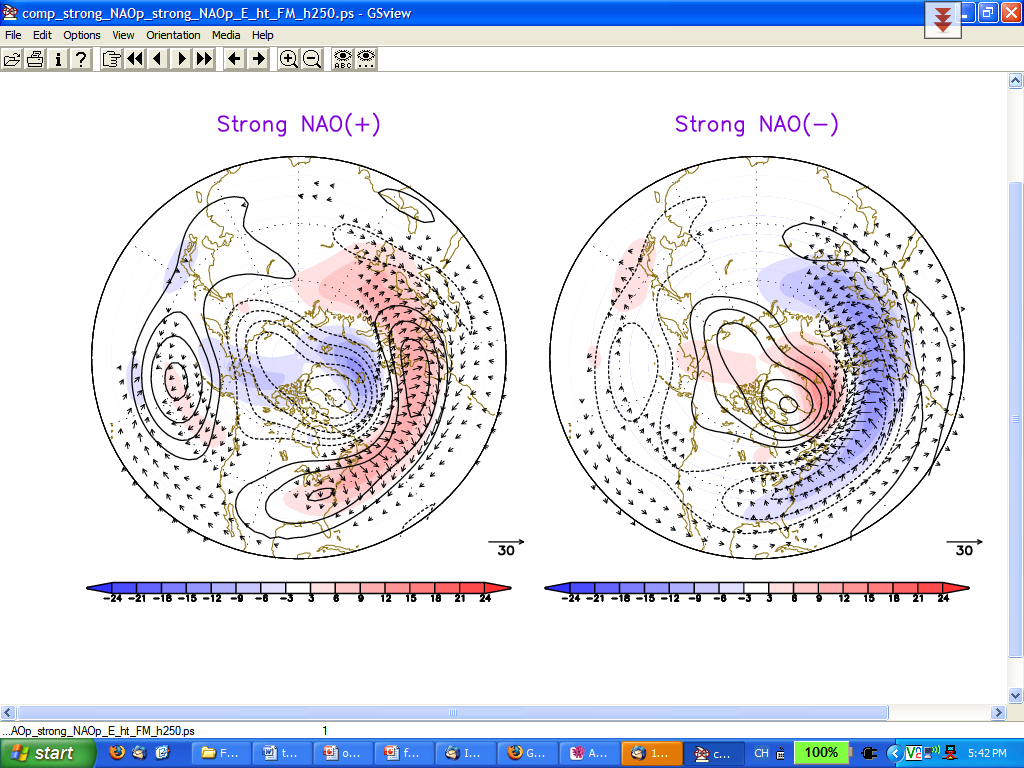 comp_strong_NAOp_strong_NAOp_E_ht_FM_h250.ps - GSview
File Edit Options View Orientation Media Help
i ? ABC
Strong NAO(+) Strong NAO(−)
30 30
−24 −21 −18 −15 −12 −9 −6 −3 3 6 9 12 15 18 21 24
−24 −21 −18 −15 −12 −9 −6 −3 3 6 9 12 15 18 21 24
...AOp_strong_NAOp_E_ht_FM_h250.ps 1
start F... t... o... f... I... G... A... 1... c... CH 100% 5:42 PM